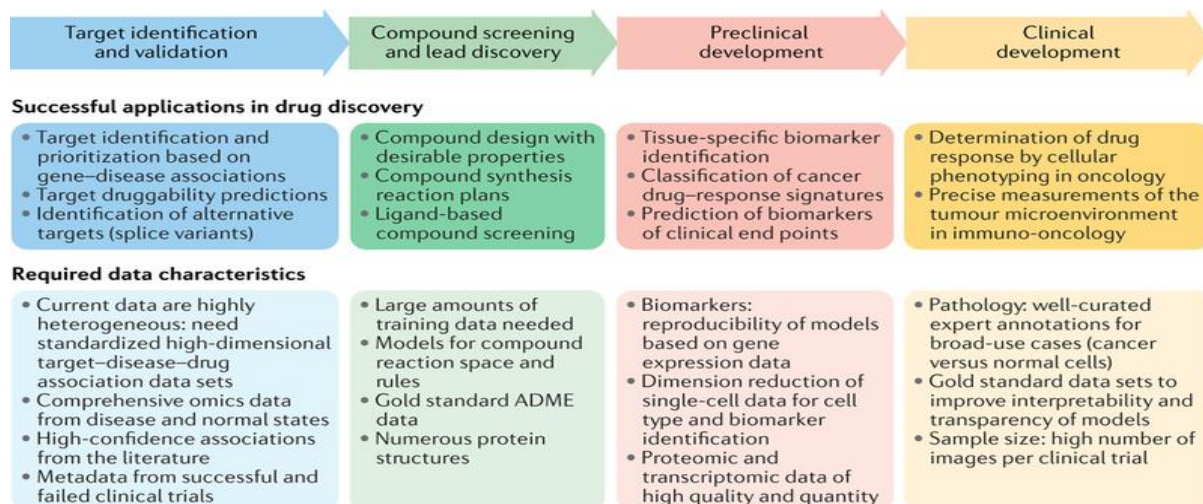 Target identification
and validation
Compound screening
and lead discovery
Preclinical
development
Clinical
development
Successful applications in drug discovery
• Target identification and
prioritization based on
gene–disease associations
• Target druggability predictions
• Identification of alternative
targets (splice variants)
• Compound design with
desirable properties
• Compound synthesis
reaction plans
• Ligand-based
compound screening
• Tissue-specific biomarker
identification
• Classification of cancer
drug–response signatures
• Prediction of biomarkers
of clinical end points
• Determination of drug
response by cellular
phenotyping in oncology
• Precise measurements of the
tumour microenvironment
in immuno-oncology
Required data characteristics
• Current data are highly
heterogeneous: need
standardized high-dimensional
target–disease–drug
association data sets
• Comprehensive omics data
from disease and normal states
• High-confidence associations
from the literature
• Metadata from successful and
failed clinical trials
• Large amounts of
training data needed
• Models for compound
reaction space and
rules
• Gold standard ADME
data
• Numerous protein
structures
• Biomarkers:
reproducibility of models
based on gene
expression data
• Dimension reduction of
single-cell data for cell
type and biomarker
identification
• Proteomic and
transcriptomic data of
high quality and quantity
• Pathology: well-curated
expert annotations for
broad-use cases (cancer
versus normal cells)
• Gold standard data sets to
improve interpretability and
transparency of models
• Sample size: high number of
images per clinical trial